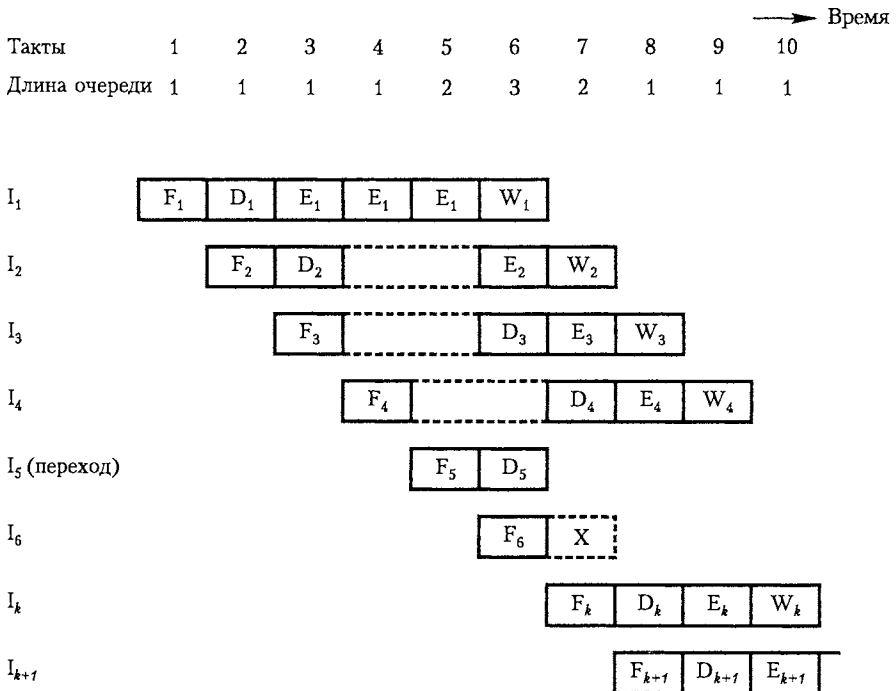 Время
Такты 1 2 3 4 5 6 7 8 9 10
Длина очереди 1 1 1 1 2 3 2 1 1 1
I₁ F₁ D₁ E₁ E₁ E₁ W₁
I₂ F₂ D₂ E₂ W₂
I₃ F₃ D₃ E₃ W₃
I₄ F₄ D₄ E₄ W₄
I₅ (переход) F₅ D₅
I₆ F₆ X
Iₖ Fₖ Dₖ Eₖ Wₖ
Iₖ₊₁ Fₖ₊₁ Dₖ₊₁ Eₖ₊₁